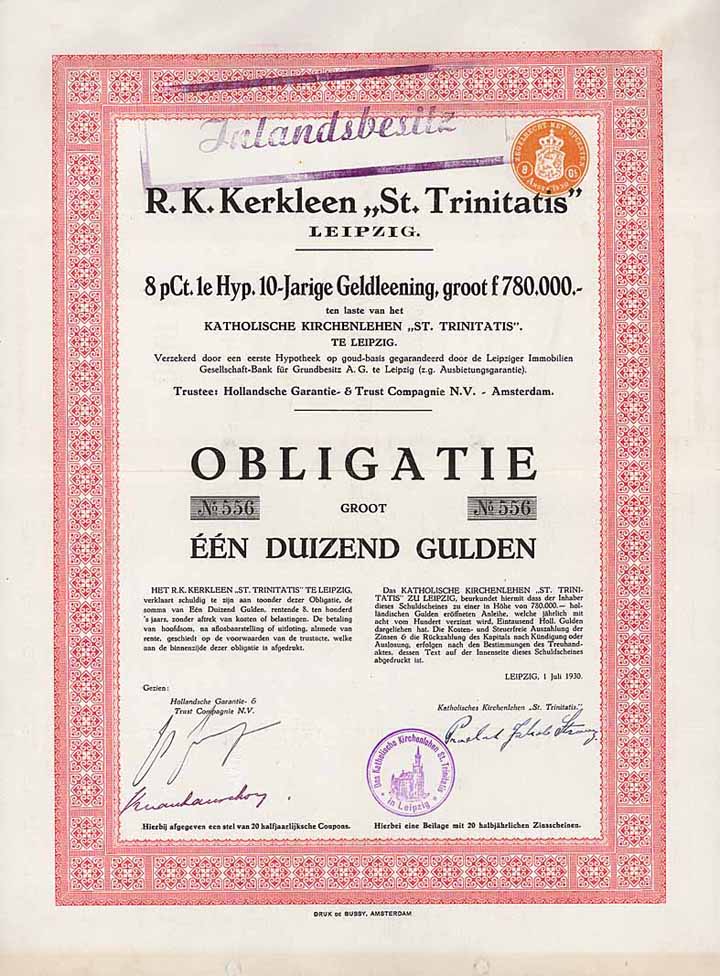 Inlandsbesitz
R. K. Kerkleen „St. Trinitatis”
LEIPZIG.
8 pCt. 1e Hyp. 10-Jarige Geldleening, groot f 780.000.-
ten laste van het
KATHOLISCHE KIRCHENLEHEN „ST. TRINITATIS”.
TE LEIPZIG.
Verzekerd door een eerste Hypotheek op goud-basis gegarandeerd door de Leipziger Immobilien
Gesellschaft-Bank für Grundbesitz A. G. te Leipzig (z.g. Ausbietungsgarantie).
Trustee: Hollandsche Garantie- & Trust Compagnie N.V. - Amsterdam.
OBLIGATIE
№ 556 GROOT № 556
ÉÉN DUIZEND GULDEN
HET R.K. KERKLEEN „ST. TRINITATIS” TE LEIPZIG,
verklaart schuldig te zijn aan toonder dezer Obligatie, de
somma van Eén Duizend Gulden, rentende 8. ten honderd
's jaars, zonder aftrek van kosten of belastingen. De betaling
van hoofdsom, na aflosbaarstelling of uitloting, alsmede van
rente, geschiedt op de voorwaarden van de trustacte, welke
aan de binnenzijde dezer obligatie is afgedrukt.
Das KATHOLISCHE KIRCHENLEHEN „ST. TRINI-
TATIS” ZU LEIPZIG, beurkundet hiermit dass der Inhaber
dieses Schuldscheines zu einer in Höhe von 780.000.— hol-
ländischen Gulden eröffneten Anleihe, welche jährlich mit
acht vom Hundert verzinst wird, Eintausend Holl. Gulden
dargeliehen hat. Die Kosten- und Steuerfreie Auszahlung der
Zinsen & die Rückzahlung des Kapitals nach Kündigung oder
Auslosung, erfolgen nach den Bestimmungen des Treuhand-
aktes, dessen Text auf der Innenseite dieses Schuldscheines
abgedruckt ist.
LEIPZIG, 1 Juli 1930.
Gezien:
Hollandsche Garantie- &
Trust Compagnie N.V.
Katholisches Kirchenlehen „St. Trinitatis.”
Das Katholische Kirchenlehen St. Trinitatis
in Leipzig
Hierbij afgegeven een stel van 20 halfjaarlijksche Coupons.
Hierbei eine Beilage mit 20 halbjährlichen Zinsscheinen.
DRUK DE BUSSY, AMSTERDAM